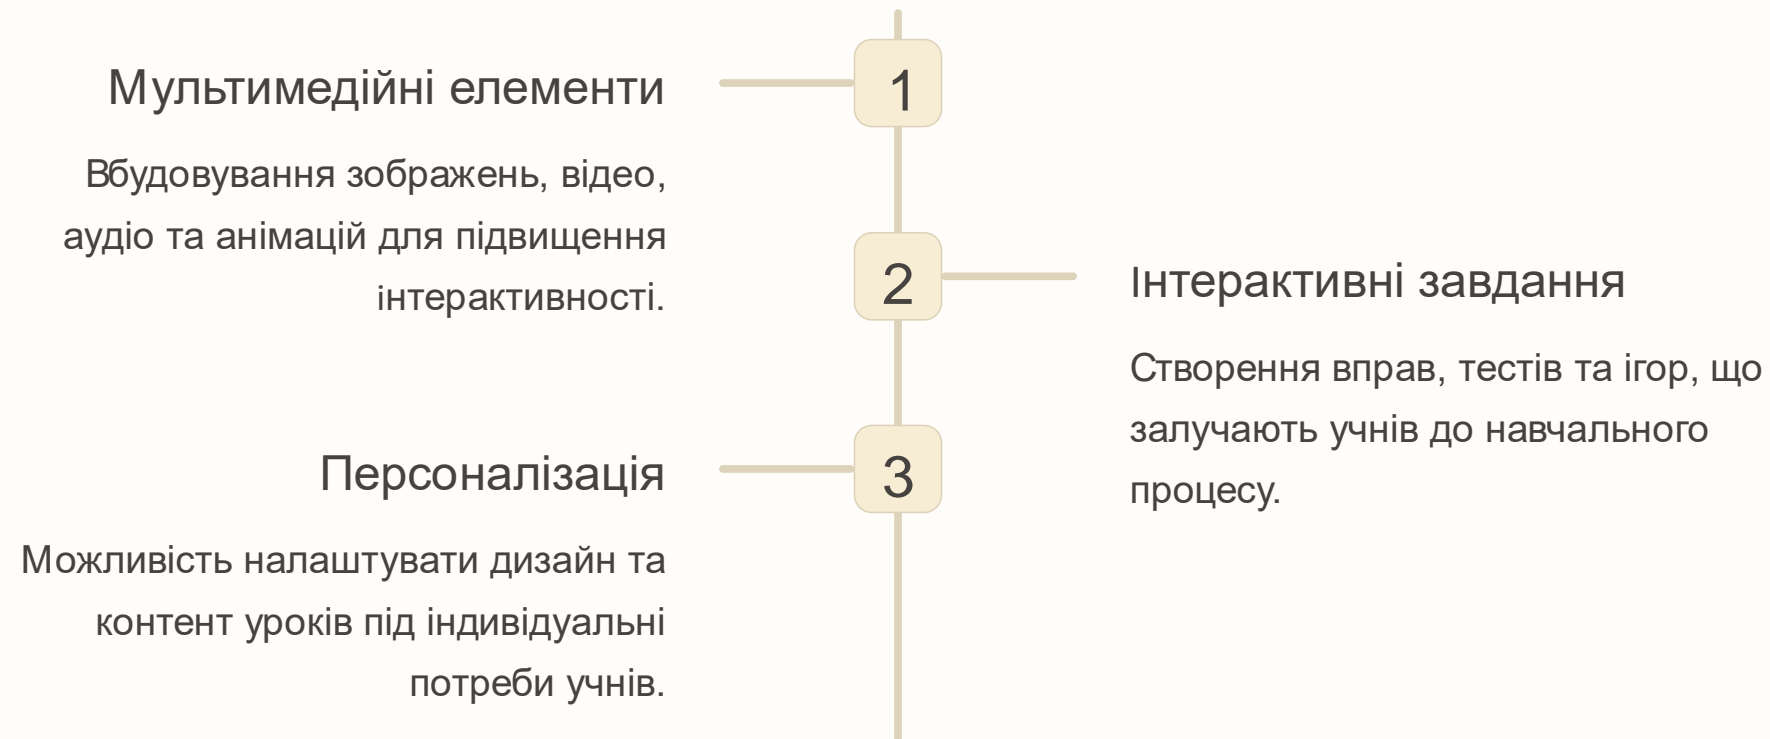 1
Мультимедійні елементи
Вбудовування зображень, відео,
аудіо та анімацій для підвищення
інтерактивності.
2
Інтерактивні завдання
Створення вправ, тестів та ігор, що
залучають учнів до навчального
процесу.
3
Персоналізація
Можливість налаштувати дизайн та
контент уроків під індивідуальні
потреби учнів.